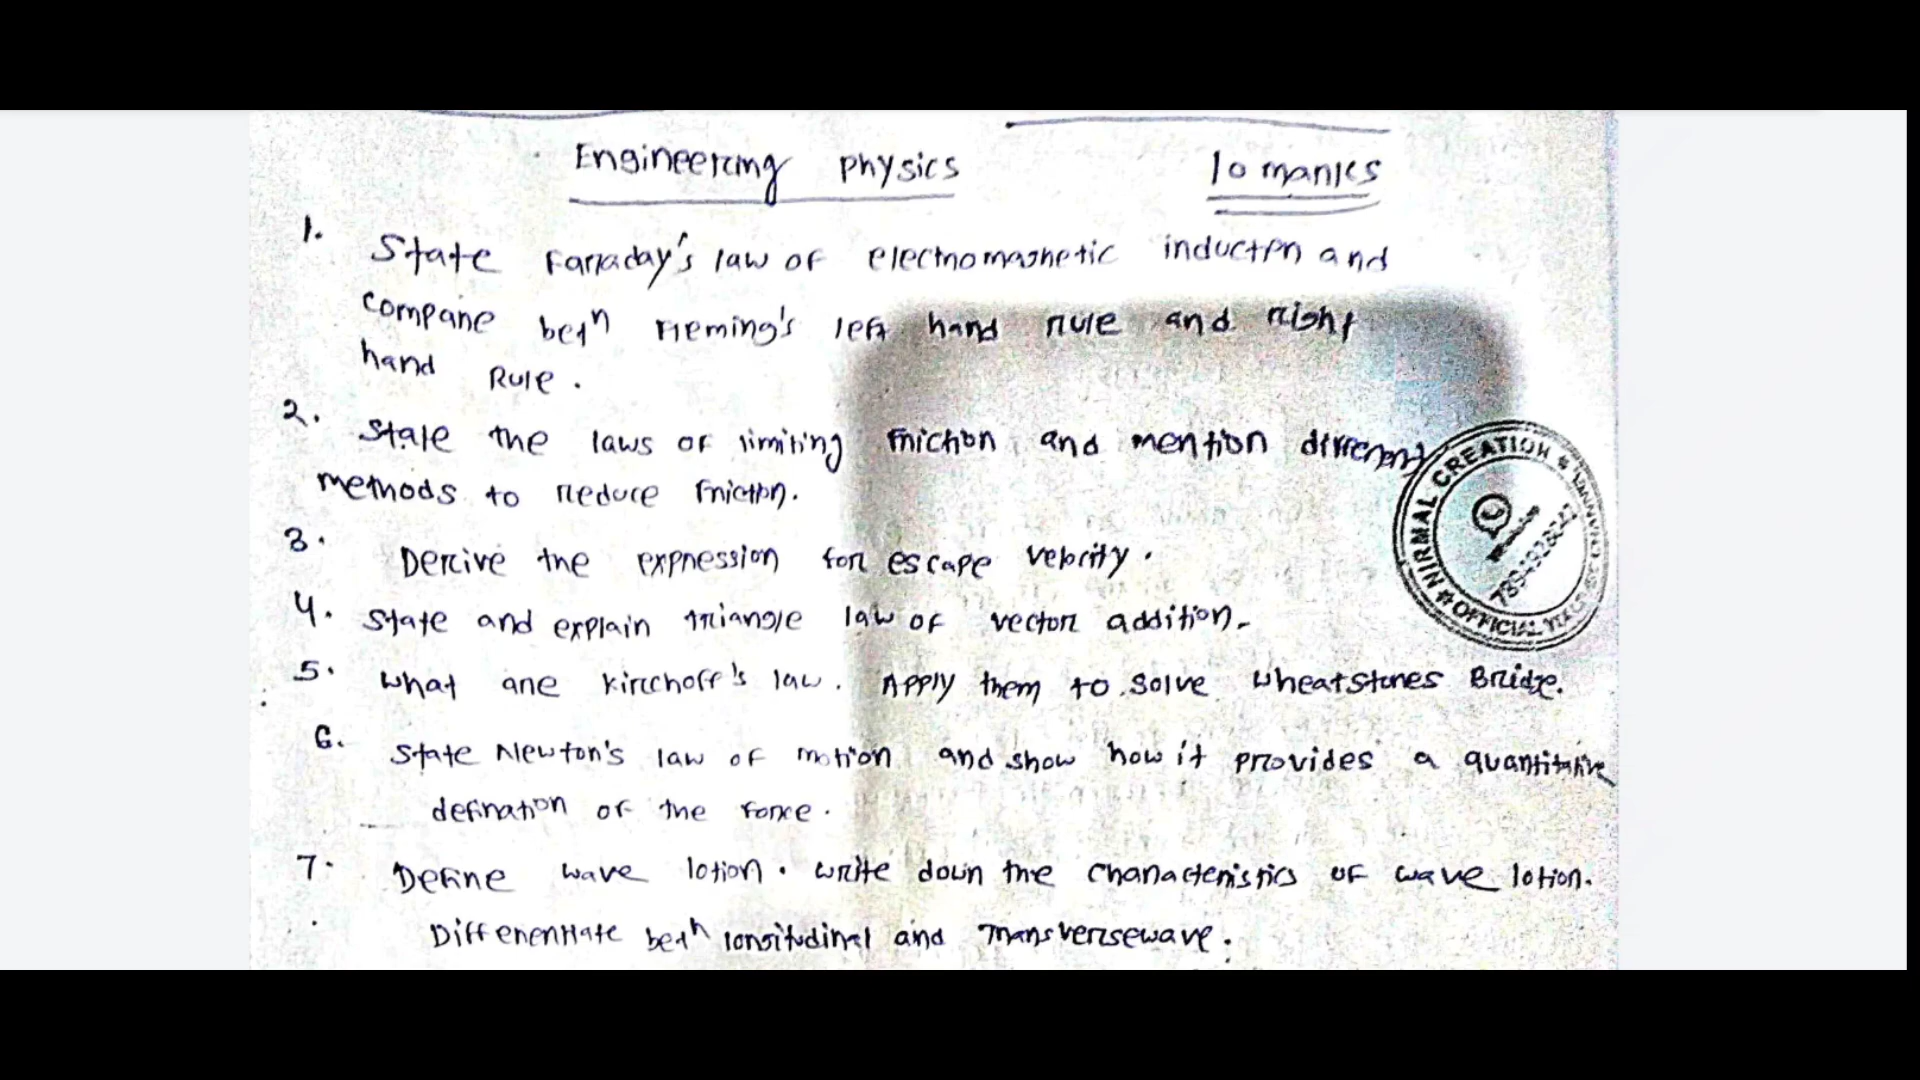 Engineering Physics 10 marks
1. State Faraday's law of electromagnetic induction and
compare betn Fleming's left hand rule and right
hand Rule.
2. State the laws of limiting friction and mention different
methods to reduce friction.
3. Derive the expression for escape velocity.
4. State and explain triangle law of vector addition.
5. What are Kirchoff's law. Apply them to solve wheatstones Bridge.
6. State Newton's law of motion and show how it provides a quantitative
defination of the force.
7. Define wave lotion. write down the characteristics of wave lotion.
Differentiate betn longitudinal and transversewave.
NIRMAL CREATION
OFFICIAL